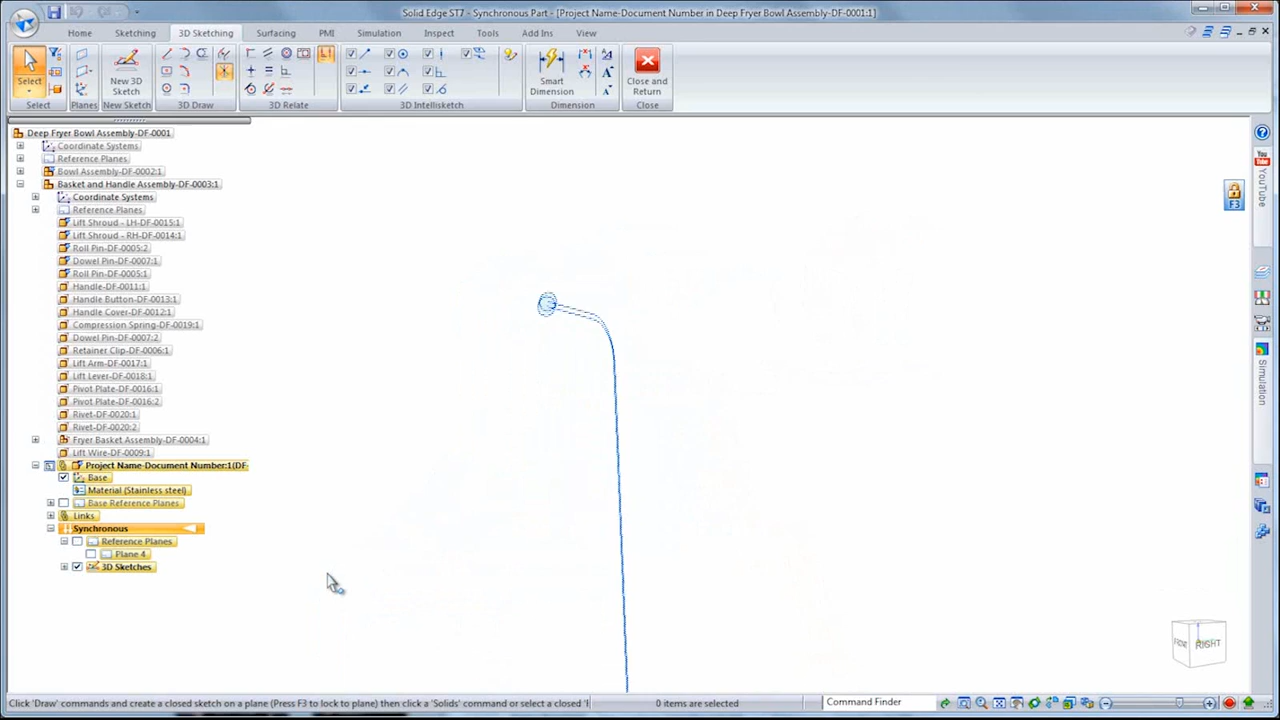 Solid Edge ST7 - Synchronous Part - [Project Name-Document Number in Deep Fryer Bowl Assembly-DF-0001:1]
Home Sketching 3D Sketching Surfacing PMI Simulation Inspect Tools Add Ins View
Select
New 3D
Sketch
Smart
Dimension
Close and
Return
Select Planes New Sketch 3D Draw 3D Relate 3D Intellisketch Dimension Close
Deep Fryer Bowl Assembly-DF-0001
Coordinate Systems
Reference Planes
Bowl Assembly-DF-0002:1
Basket and Handle Assembly-DF-0003:1
Coordinate Systems
Reference Planes
Lift Shroud - LH-DF-0015:1
Lift Shroud - RH-DF-0014:1
Roll Pin-DF-0005:2
Dowel Pin-DF-0007:1
Roll Pin-DF-0005:1
Handle-DF-0011:1
Handle Button-DF-0013:1
Handle Cover-DF-0012:1
Compression Spring-DF-0019:1
Dowel Pin-DF-0007:2
Retainer Clip-DF-0006:1
Lift Arm-DF-0017:1
Lift Lever-DF-0018:1
Pivot Plate-DF-0016:1
Pivot Plate-DF-0016:2
Rivet-DF-0020:1
Rivet-DF-0020:2
Fryer Basket Assembly-DF-0004:1
Lift Wire-DF-0009:1
Project Name-Document Number:1(DF-
Base
Material (Stainless steel)
Base Reference Planes
Links
Synchronous
Reference Planes
Plane 4
3D Sketches
F3
YouTube
Simulation
RIGHT
Click 'Draw' commands and create a closed sketch on a plane (Press F3 to lock to plane) then click a 'Solids' command or select a closed 'I
0 items are selected
Command Finder